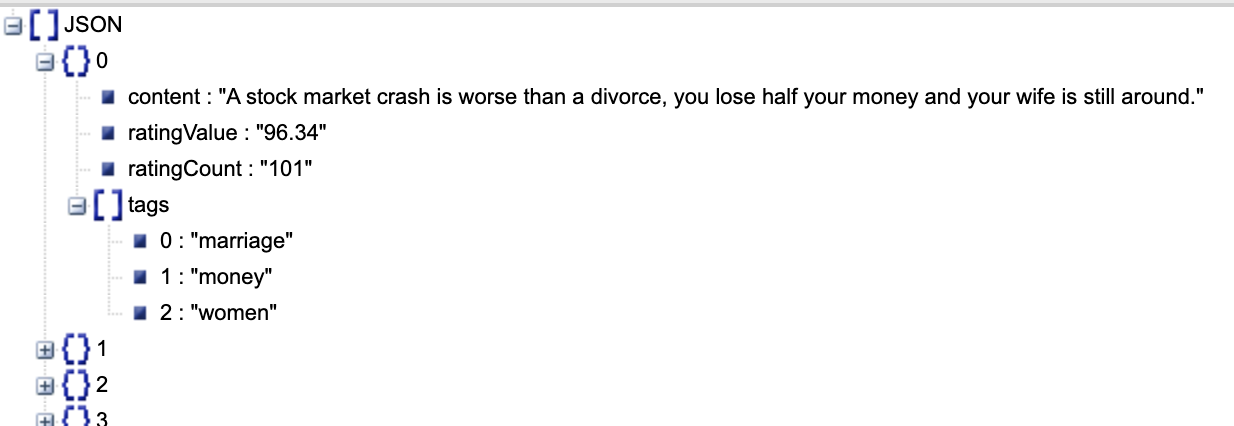 JSON
0
content : "A stock market crash is worse than a divorce, you lose half your money and your wife is still around."
ratingValue : "96.34"
ratingCount : "101"
tags
0 : "marriage"
1 : "money"
2 : "women"
1
2
3